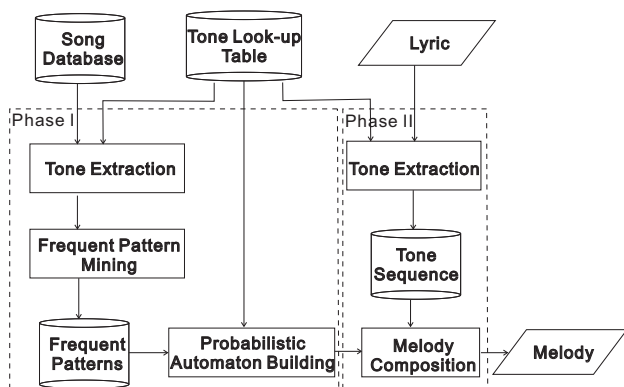 Song
Database
Tone Look-up
Table
Lyric
Phase I
Phase II
Tone Extraction
Tone Extraction
Frequent Pattern
Mining
Tone
Sequence
Frequent
Patterns
Probabilistic
Automaton Building
Melody
Composition
Melody